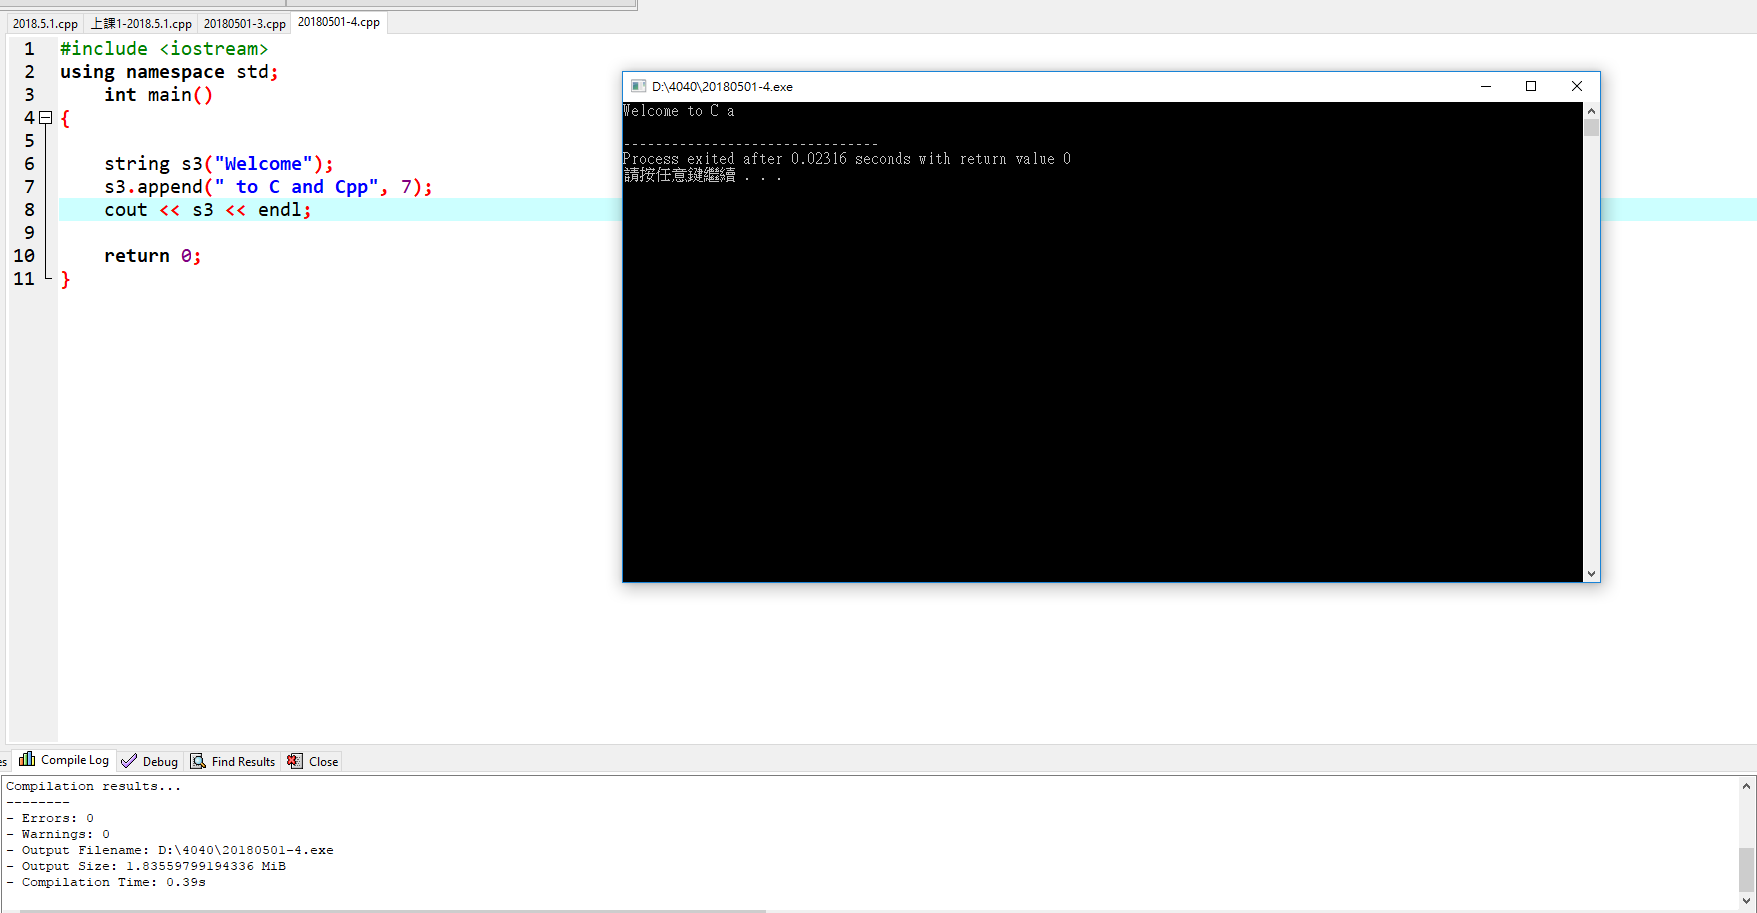 2018.5.1.cpp 上課1-2018.5.1.cpp 20180501-3.cpp 20180501-4.cpp
1 #include <iostream>
2 using namespace std;
3 int main()
4 {
5
6 string s3("Welcome");
7 s3.append(" to C and Cpp", 7);
8 cout << s3 << endl;
9
10 return 0;
11 }
D:\4040\20180501-4.exe
Welcome to C a
--------------------------------
Process exited after 0.02316 seconds with return value 0
請按任意鍵繼續 . . .
es Compile Log Debug Find Results Close
Compilation results...
--------
- Errors: 0
- Warnings: 0
- Output Filename: D:\4040\20180501-4.exe
- Output Size: 1.83559799194336 MiB
- Compilation Time: 0.39s